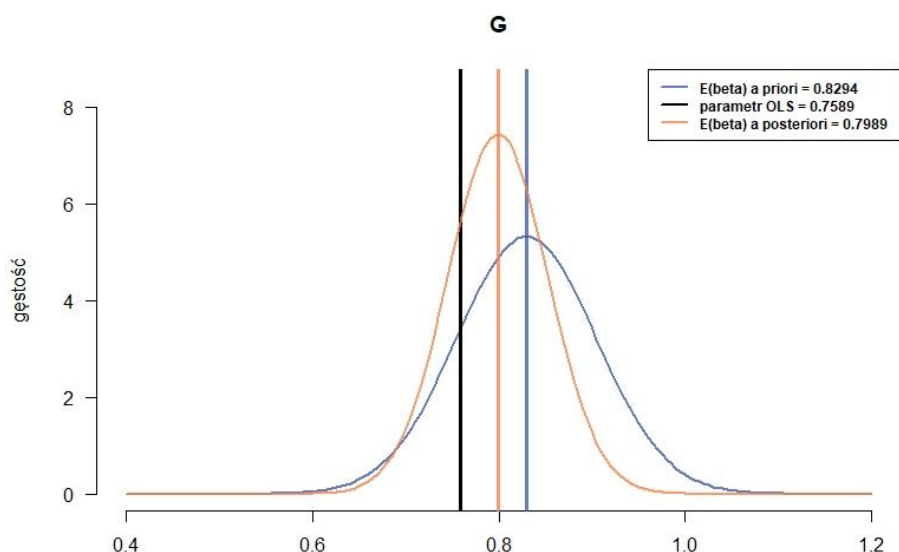 G
E(beta) a priori = 0.8294
parametr OLS = 0.7589
E(beta) a posteriori = 0.7989
gęstość
8
6
4
2
0
0.4 0.6 0.8 1.0 1.2